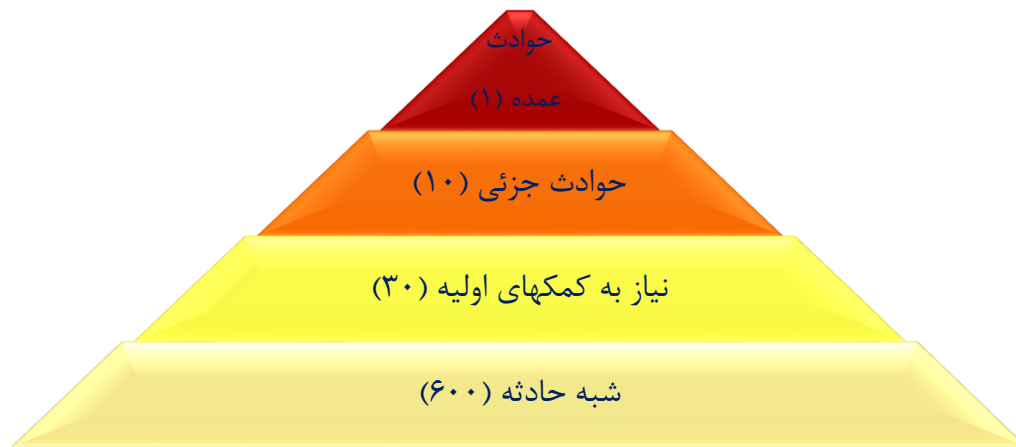 حوادث
عمده (۱)
حوادث جزئی (۱۰)
نیاز به کمکهای اولیه (۳۰)
شبه حادثه (۶۰۰)